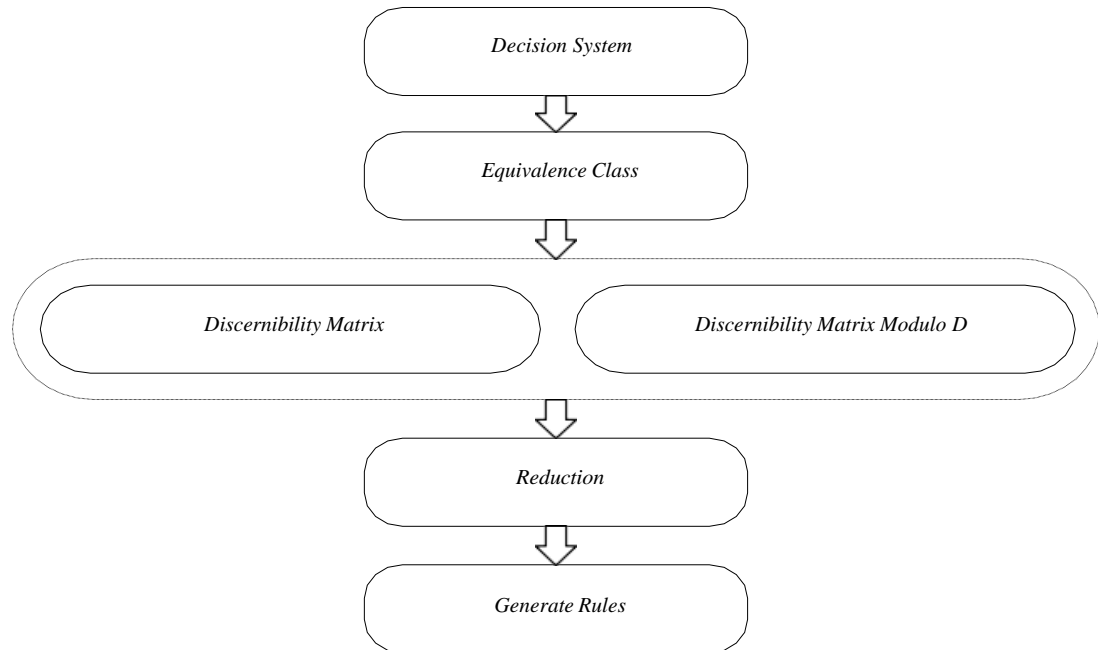 Decision System
Equivalence Class
Discernibility Matrix
Discernibility Matrix Modulo D
Reduction
Generate Rules